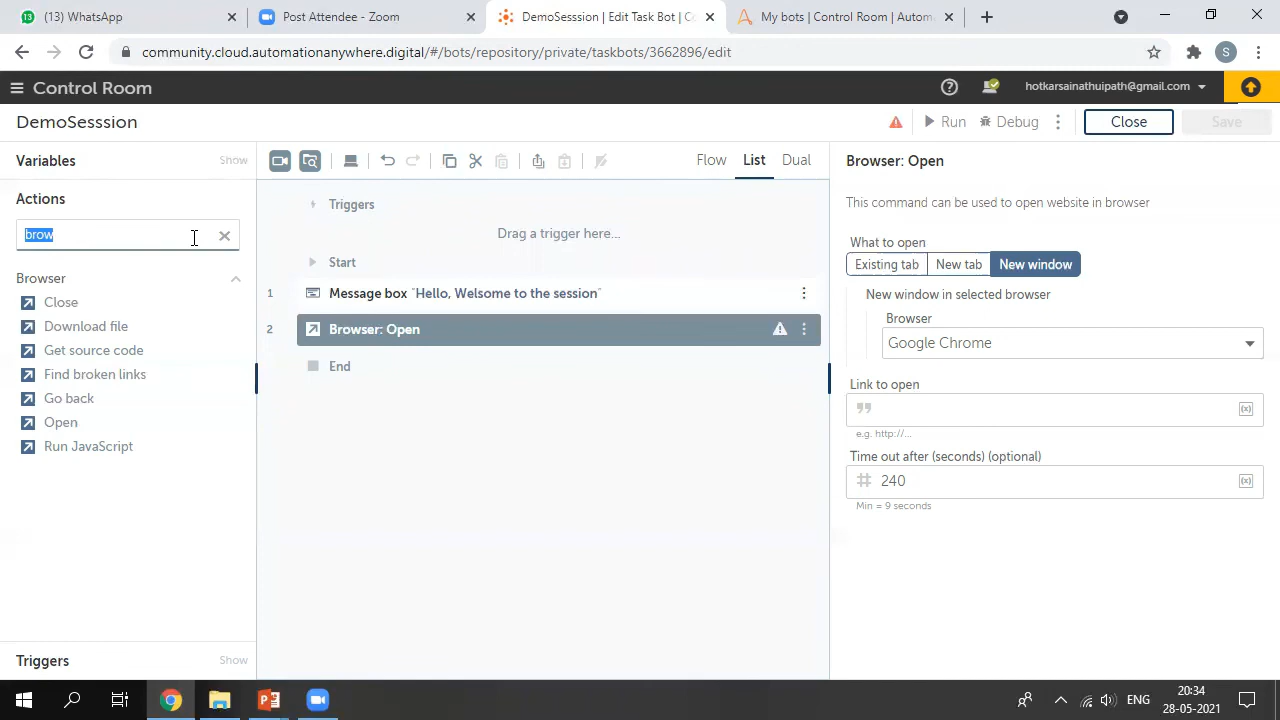 13
(13) WhatsApp
Post Attendee - Zoom
DemoSesssion | Edit Task Bot | Co
My bots | Control Room | Autom
community.cloud.automationanywhere.digital/#/bots/repository/private/taskbots/3662896/edit
S
Control Room
hotkarsainathuipath@gmail.com
DemoSesssion
Run
Debug
Close
Save
Variables
Show
Actions
brow
Browser
Close
Download file
Get source code
Find broken links
Go back
Open
Run JavaScript
Triggers
Show
Flow
List
Dual
Triggers
Drag a trigger here...
Start
1
Message box "Hello, Welsome to the session"
2
Browser: Open
End
Browser: Open
This command can be used to open website in browser
What to open
Existing tab
New tab
New window
New window in selected browser
Browser
Google Chrome
Link to open
(x)
e.g. http://...
Time out after (seconds) (optional)
240
(x)
Min = 9 seconds
ENG
20:34
28-05-2021